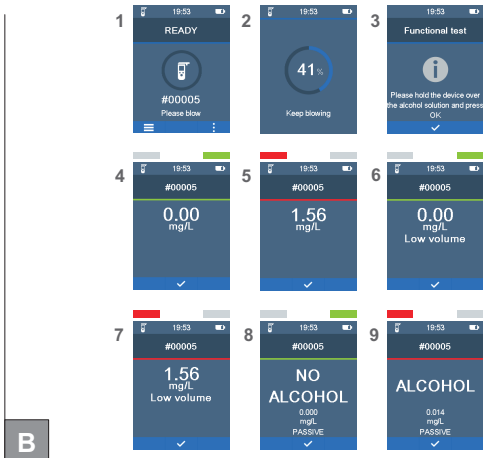 1
19:53
READY
#00005
Please blow
2
19:53
41%
Keep blowing
3
19:53
Functional test
Please hold the device over
the alcohol solution and press
OK
4
19:53
#00005
0.00
mg/L
5
19:53
#00005
1.56
mg/L
6
19:53
#00005
0.00
mg/L
Low volume
7
19:53
#00005
1.56
mg/L
Low volume
8
19:53
#00005
NO
ALCOHOL
0.000
mg/L
PASSIVE
9
19:53
#00005
ALCOHOL
0.014
mg/L
PASSIVE
B